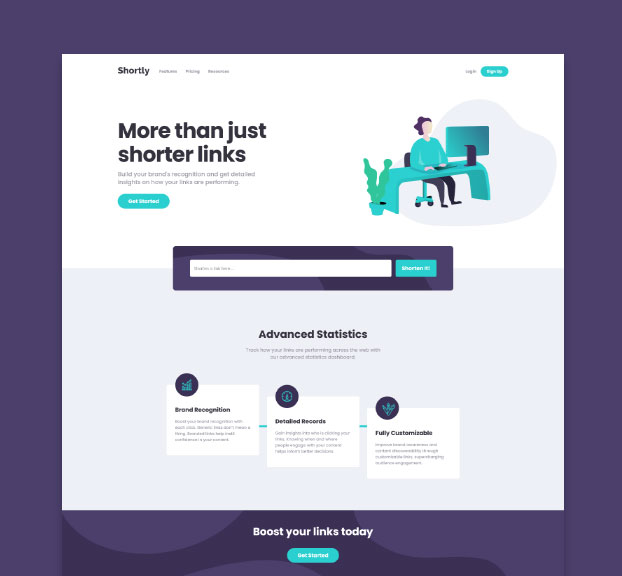 Shortly Features Pricing Resources Login Sign Up
More than just
shorter links
Build your brand's recognition and get detailed
insights on how your links are performing.
Get Started
Shorten a link here...
Shorten It!
Advanced Statistics
Track how your links are performing across the web with
our advanced statistics dashboard.
Brand Recognition
Boost your brand recognition with
each click. Generic links don't mean a
thing. Branded links help instil
confidence in your content.
Detailed Records
Gain insights into who is clicking your
links. Knowing when and where
people engage with your content
helps inform better decisions.
Fully Customizable
Improve brand awareness and
content discoverability through
customizable links, supercharging
audience engagement.
Boost your links today
Get Started